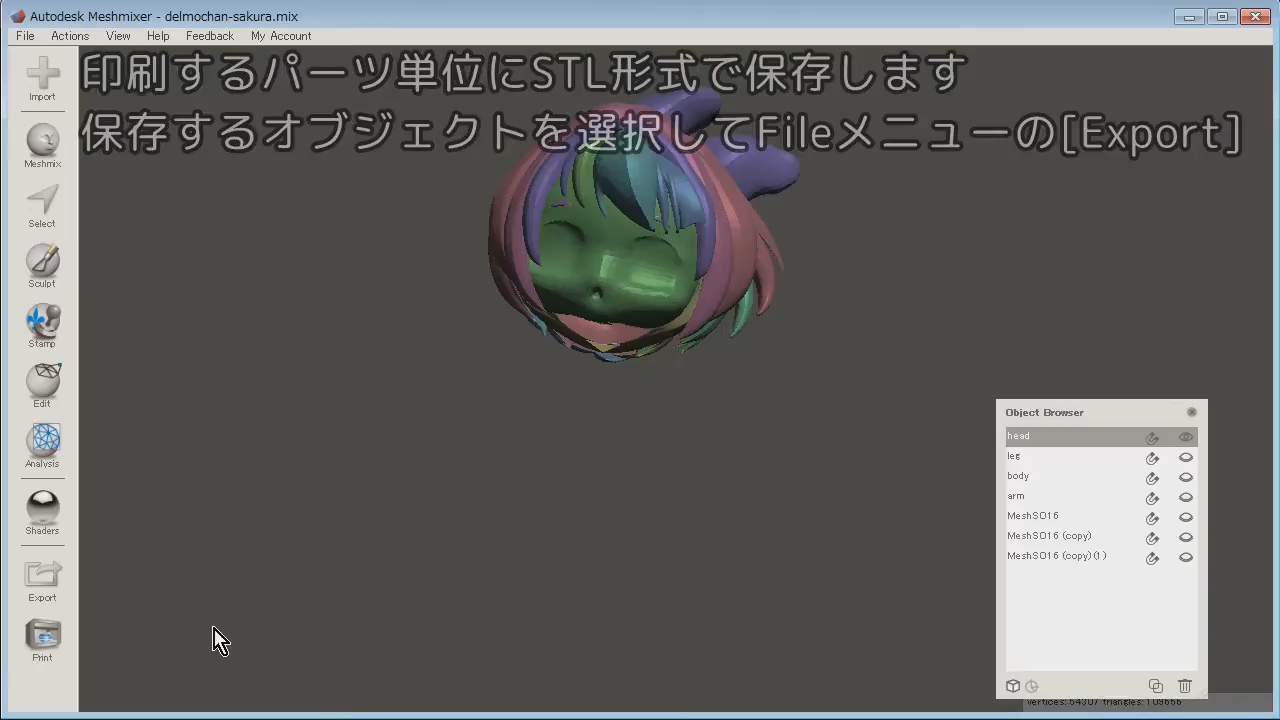 Autodesk Meshmixer - delmochan-sakura.mix
File Actions View Help Feedback My Account
印刷するパーツ単位にSTL形式で保存します
保存するオブジェクトを選択してFileメニューの[Export]
Import
Meshmix
Select
Sculpt
Stamp
Edit
Analysis
Shaders
Export
Print
Object Browser
head
leg
body
arm
MeshSO16
MeshSO16 (copy)
MeshSO16 (copy)(1)
vertices: 54307 triangles: 109656